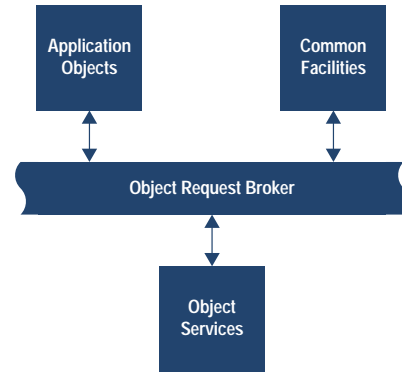 Application
Objects
Common
Facilities
Object Request Broker
Object
Services